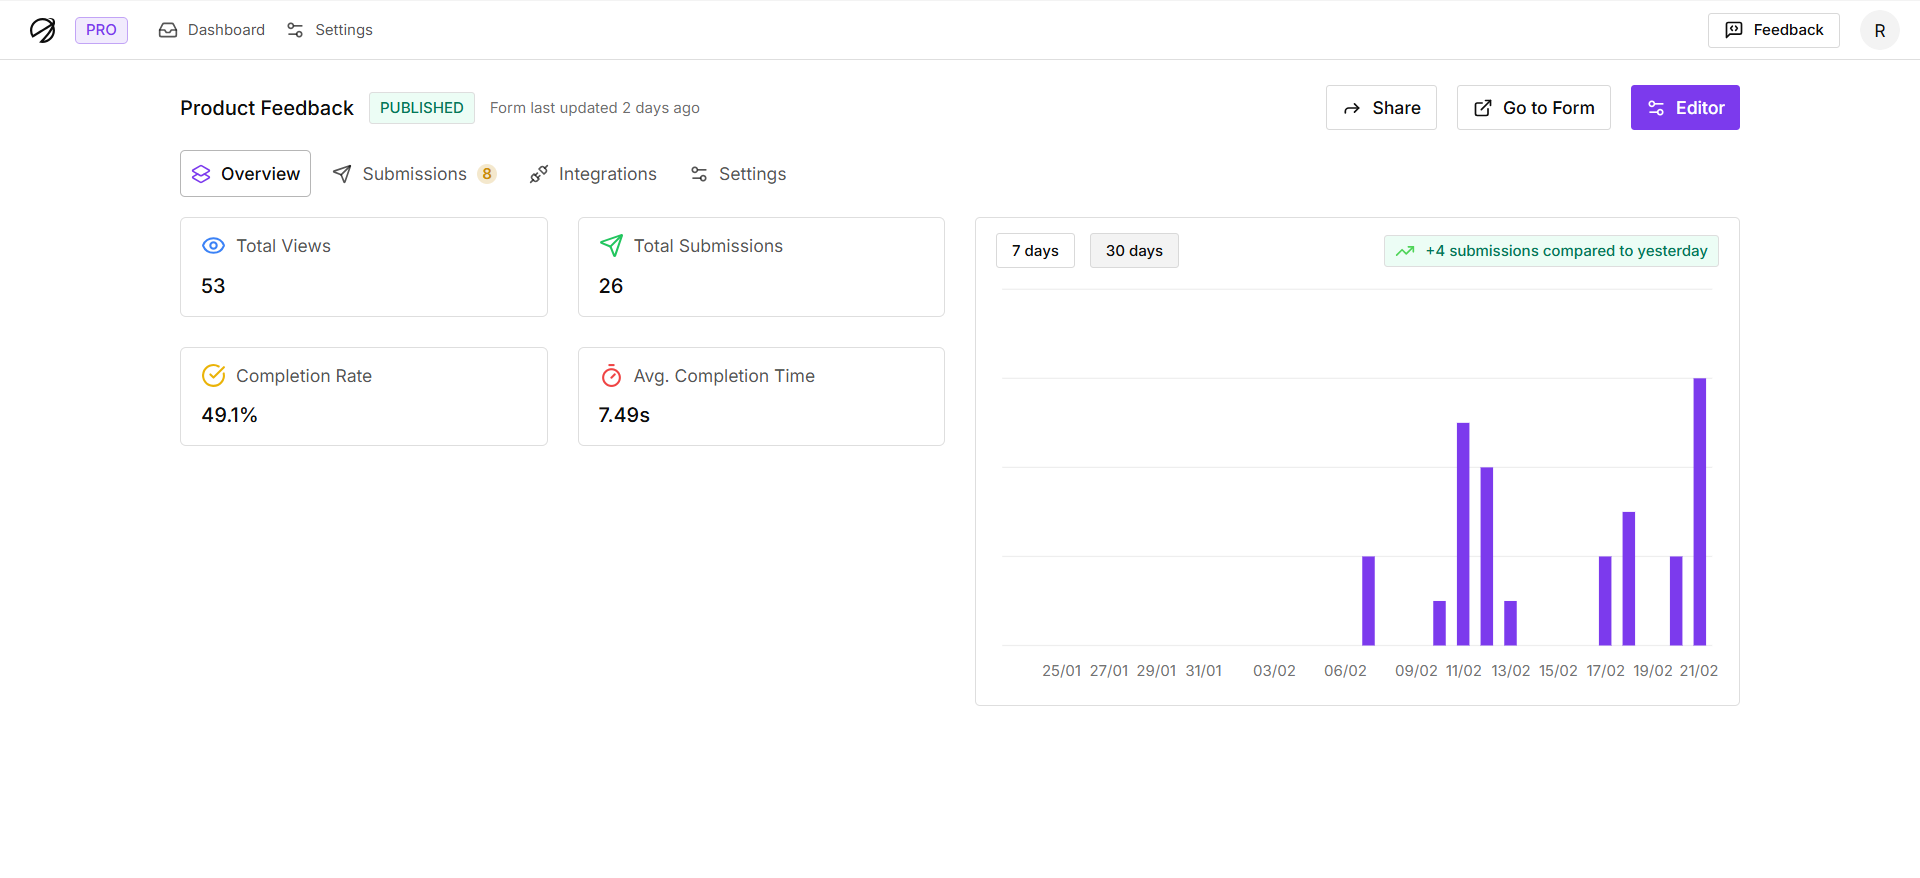 PRO Dashboard Settings Feedback R
Product Feedback PUBLISHED Form last updated 2 days ago Share Go to Form Editor
Overview Submissions 8 Integrations Settings
Total Views
53
Total Submissions
26
Completion Rate
49.1%
Avg. Completion Time
7.49s
7 days 30 days +4 submissions compared to yesterday
25/01 27/01 29/01 31/01 03/02 06/02 09/02 11/02 13/02 15/02 17/02 19/02 21/02